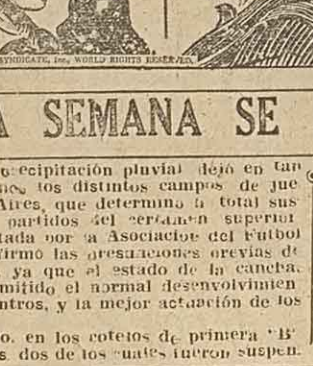 SYNDICATE, Inc., WORLD RIGHTS RESERVED.
A SEMANA SE
ecipitación pluvial dejó en tan
los distintos campos de jue
Aires, que determinó a total sus
partidos del certamen superior
tada por la Asociación del Futbol
firmó las presunciones previas de
ya que el estado de la cancha,
mitido el normal desenvolvimien
ntros, y la mejor actuación de los
o, en los cotejos de primera "B"
s, dos de los cuales fueron suspen-